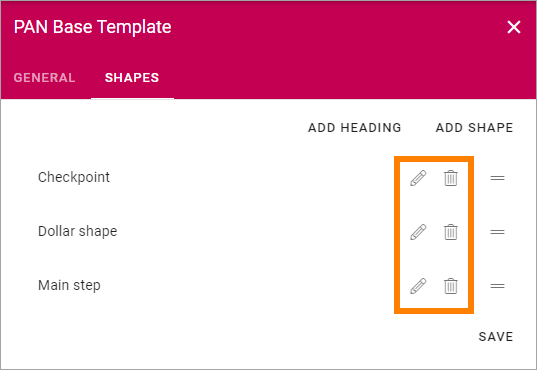 PAN Base Template
GENERAL SHAPES
ADD HEADING ADD SHAPE
Checkpoint
Dollar shape
Main step
SAVE